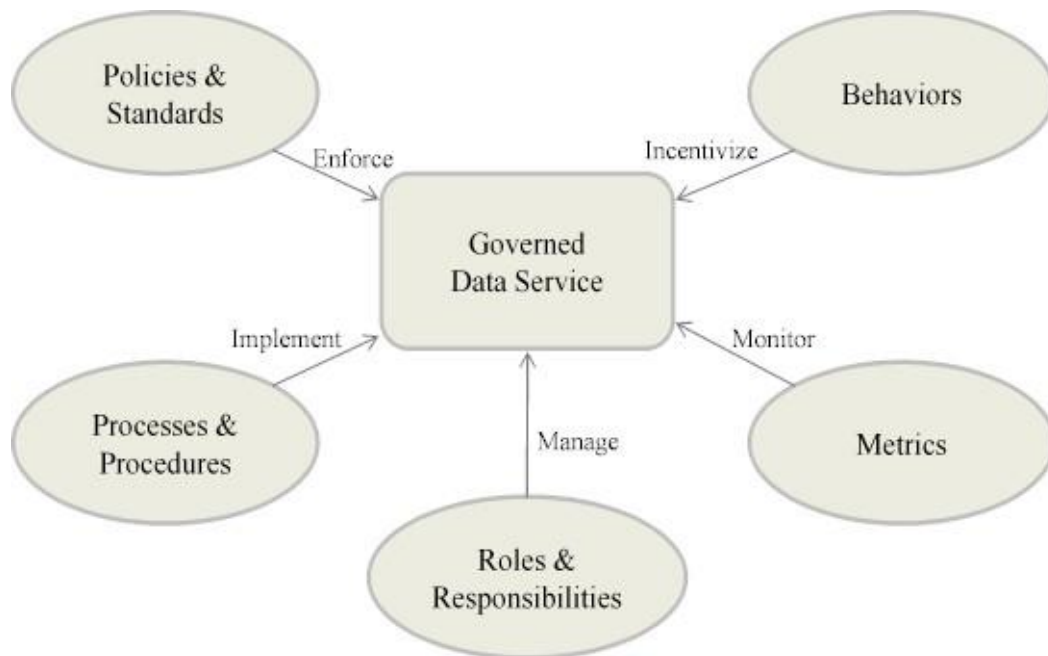 Policies &
Standards
Behaviors
Enforce
Incentivize
Governed
Data Service
Implement
Monitor
Processes &
Procedures
Manage
Metrics
Roles &
Responsibilities